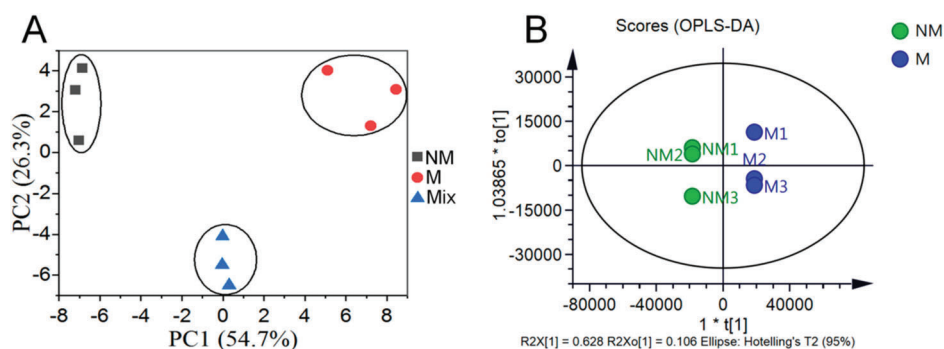 A
4
2
0
-2
-4
-6
PC2 (26.3%)
-8 -6 -4 -2 0 2 4 6 8
PC1 (54.7%)
NM
M
Mix
B
Scores (OPLS-DA)
NM
M
30000
15000
0
-15000
-30000
1.03865 * to[1]
NM2 NM1
NM3
M1
M2
M3
-80000 -40000 0 40000
1 * t[1]
R2X[1] = 0.628 R2Xo[1] = 0.106 Ellipse: Hotelling's T2 (95%)